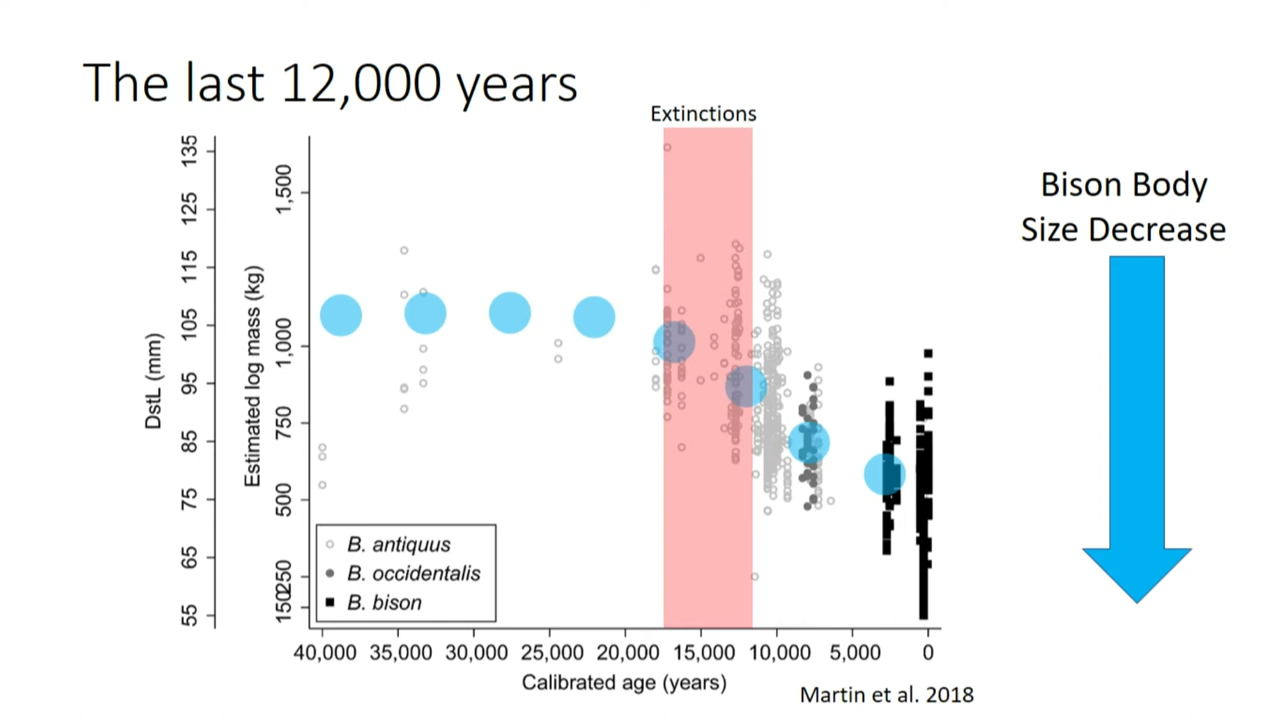 The last 12,000 years
Extinctions
Bison Body
Size Decrease
DstL (mm)
135
125
115
105
95
85
75
65
55
Estimated log mass (kg)
1,500
1,000
750
500
250
150
B. antiquus
B. occidentalis
B. bison
40,000 35,000 30,000 25,000 20,000 15,000 10,000 5,000 0
Calibrated age (years)
Martin et al. 2018